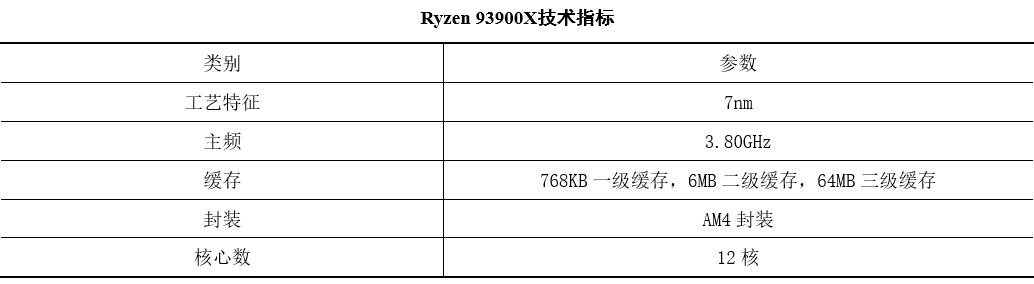 Ryzen 93900X技术指标
类别 参数
工艺特征 7nm
主频 3.80GHz
缓存 768KB 一级缓存，6MB 二级缓存，64MB 三级缓存
封装 AM4 封装
核心数 12 核